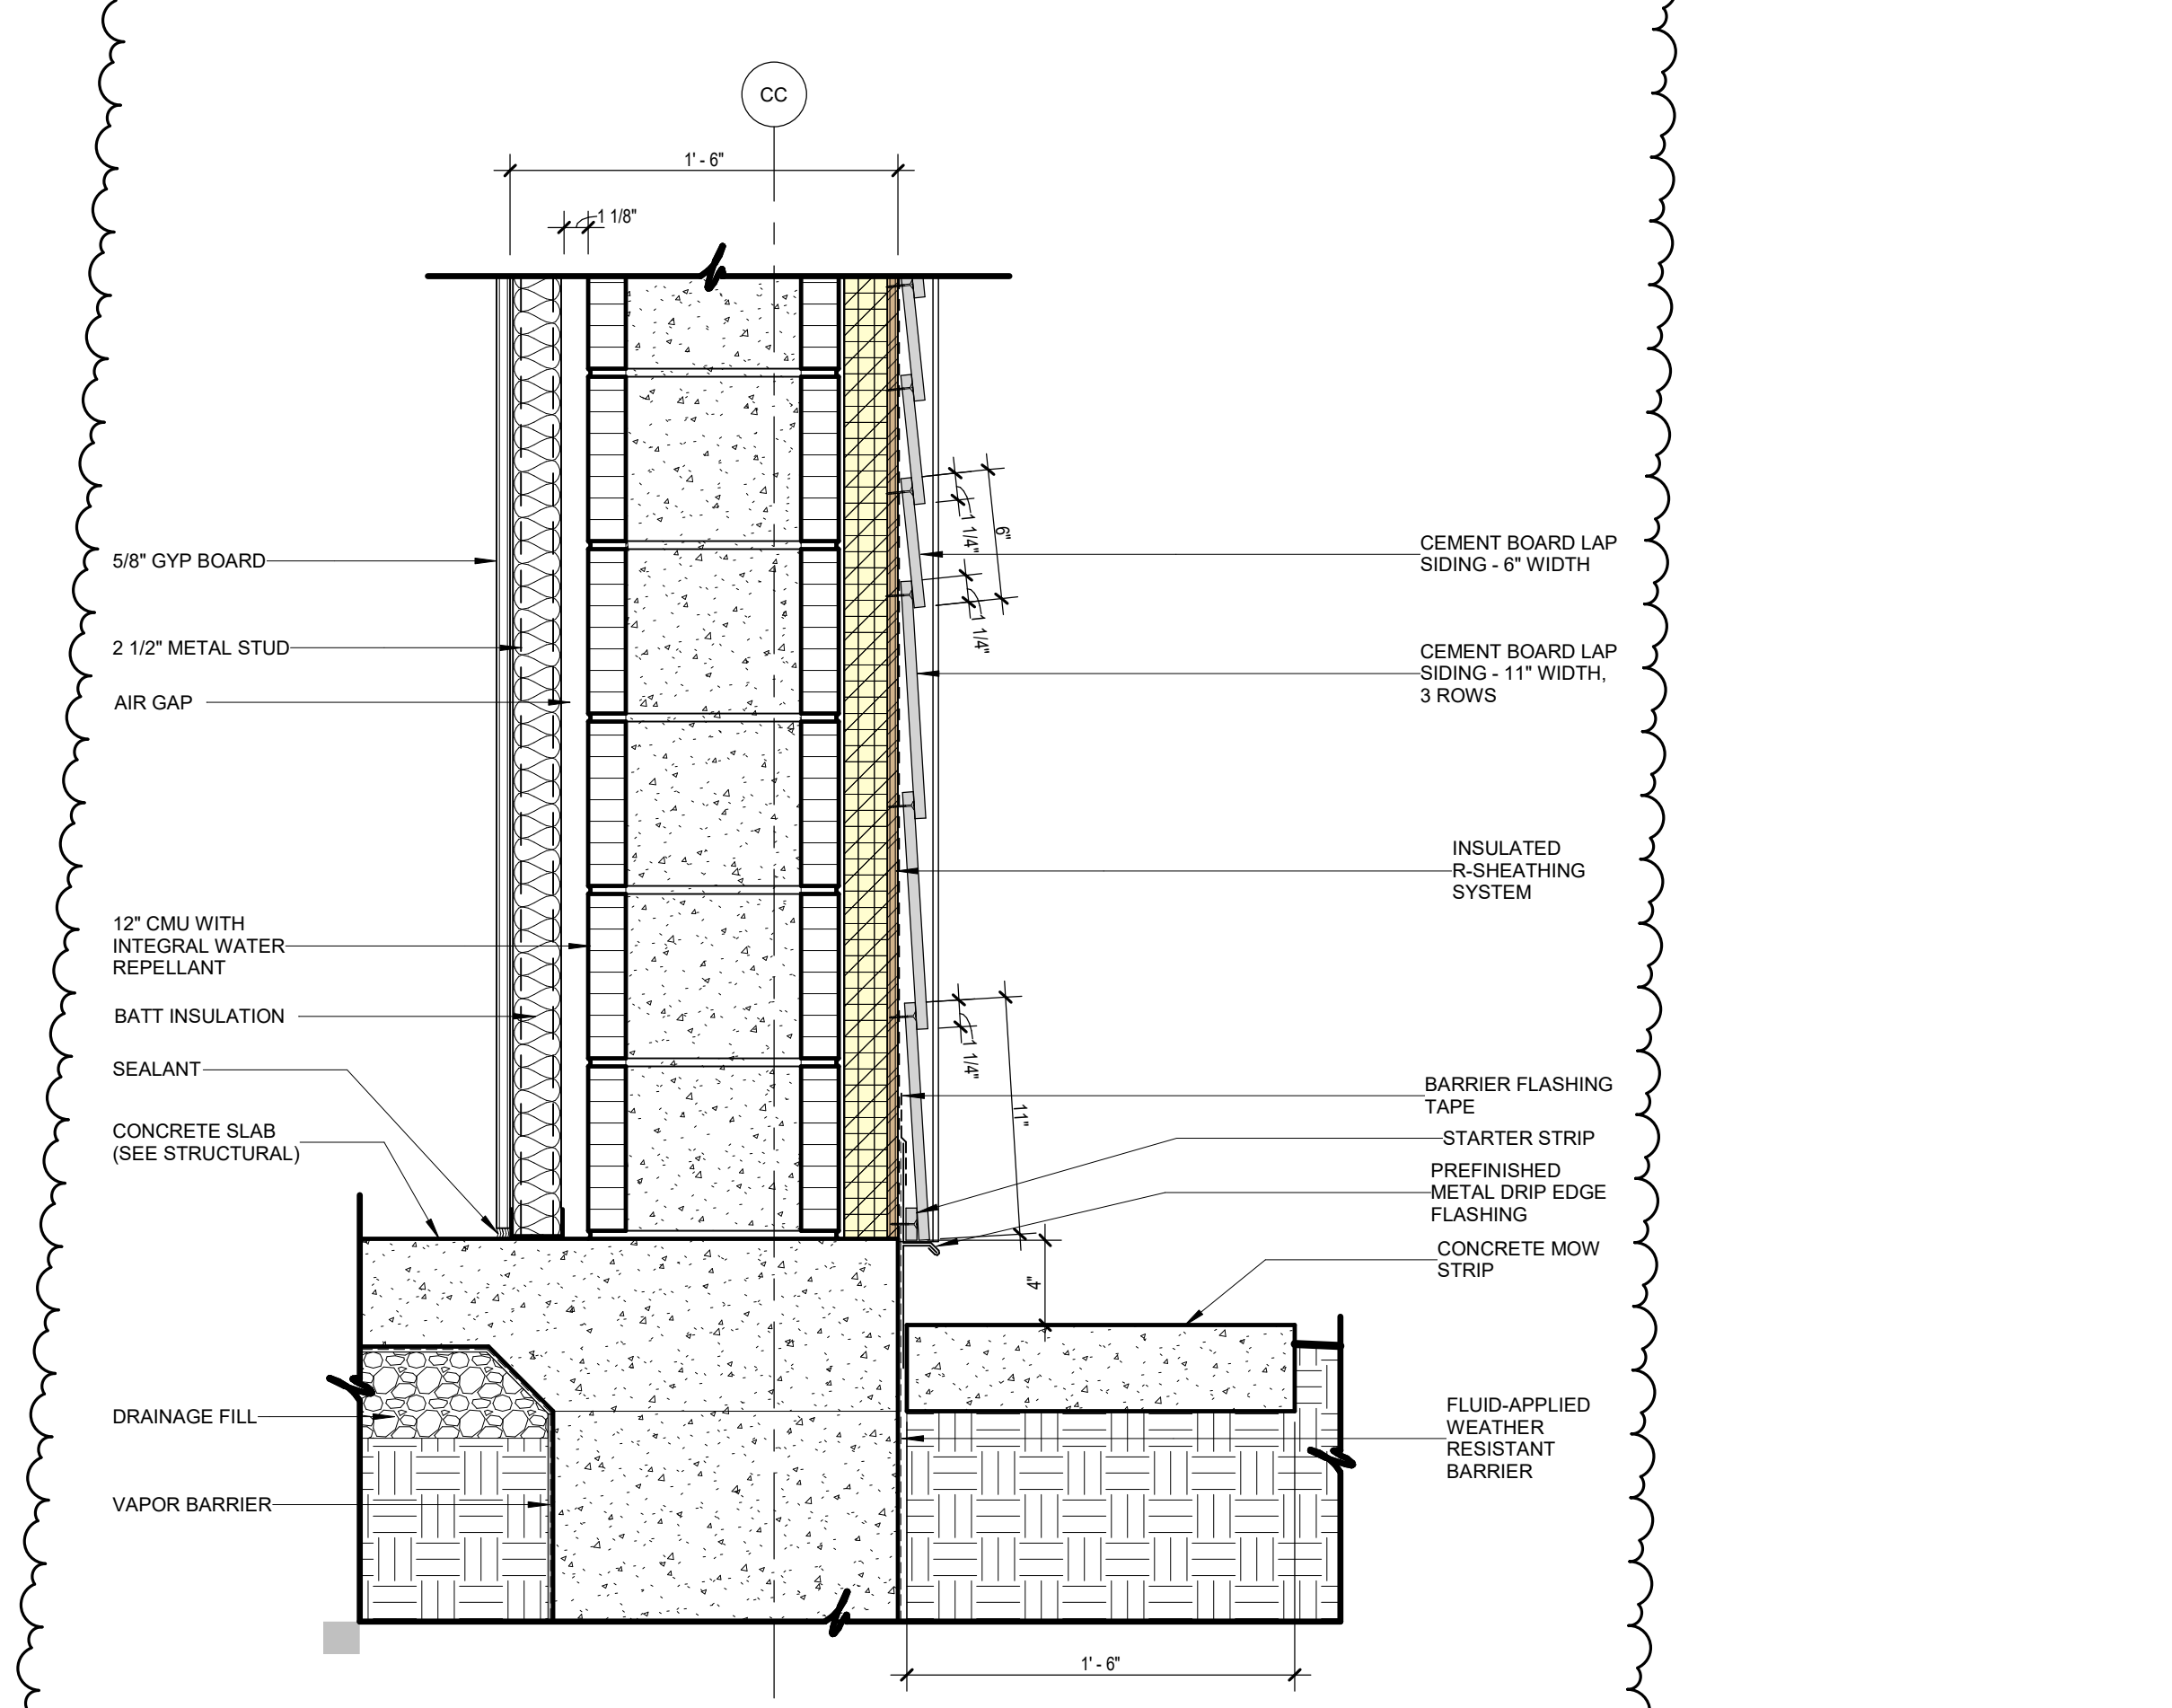 CC
1' - 6"
1 1/8"
5/8" GYP BOARD
2 1/2" METAL STUD
AIR GAP
12" CMU WITH
INTEGRAL WATER
REPELLANT
BATT INSULATION
SEALANT
CONCRETE SLAB
(SEE STRUCTURAL)
DRAINAGE FILL
VAPOR BARRIER
1 1/4"
6"
1 1/4"
1 1/4"
11"
4"
CEMENT BOARD LAP
SIDING - 6" WIDTH
CEMENT BOARD LAP
SIDING - 11" WIDTH,
3 ROWS
INSULATED
R-SHEATHING
SYSTEM
BARRIER FLASHING
TAPE
STARTER STRIP
PREFINISHED
METAL DRIP EDGE
FLASHING
CONCRETE MOW
STRIP
FLUID-APPLIED
WEATHER
RESISTANT
BARRIER
1' - 6"